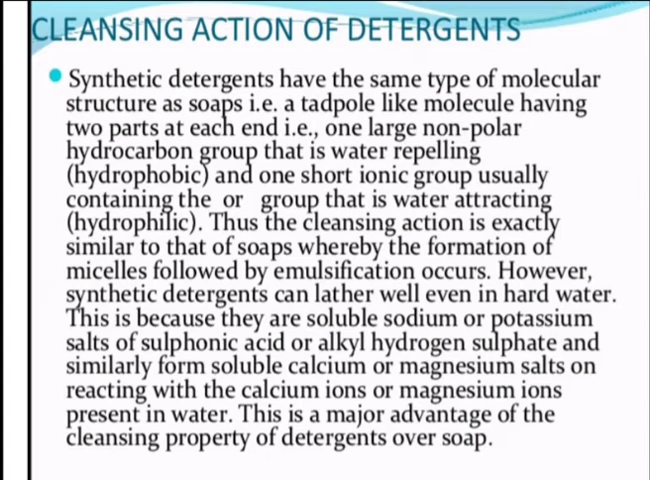 CLEANSING ACTION OF DETERGENTS
Synthetic detergents have the same type of molecular
structure as soaps i.e. a tadpole like molecule having
two parts at each end i.e., one large non-polar
hydrocarbon group that is water repelling
(hydrophobic) and one short ionic group usually
containing the or group that is water attracting
(hydrophilic). Thus the cleansing action is exactly
similar to that of soaps whereby the formation of
micelles followed by emulsification occurs. However,
synthetic detergents can lather well even in hard water.
This is because they are soluble sodium or potassium
salts of sulphonic acid or alkyl hydrogen sulphate and
similarly form soluble calcium or magnesium salts on
reacting with the calcium ions or magnesium ions
present in water. This is a major advantage of the
cleansing property of detergents over soap.